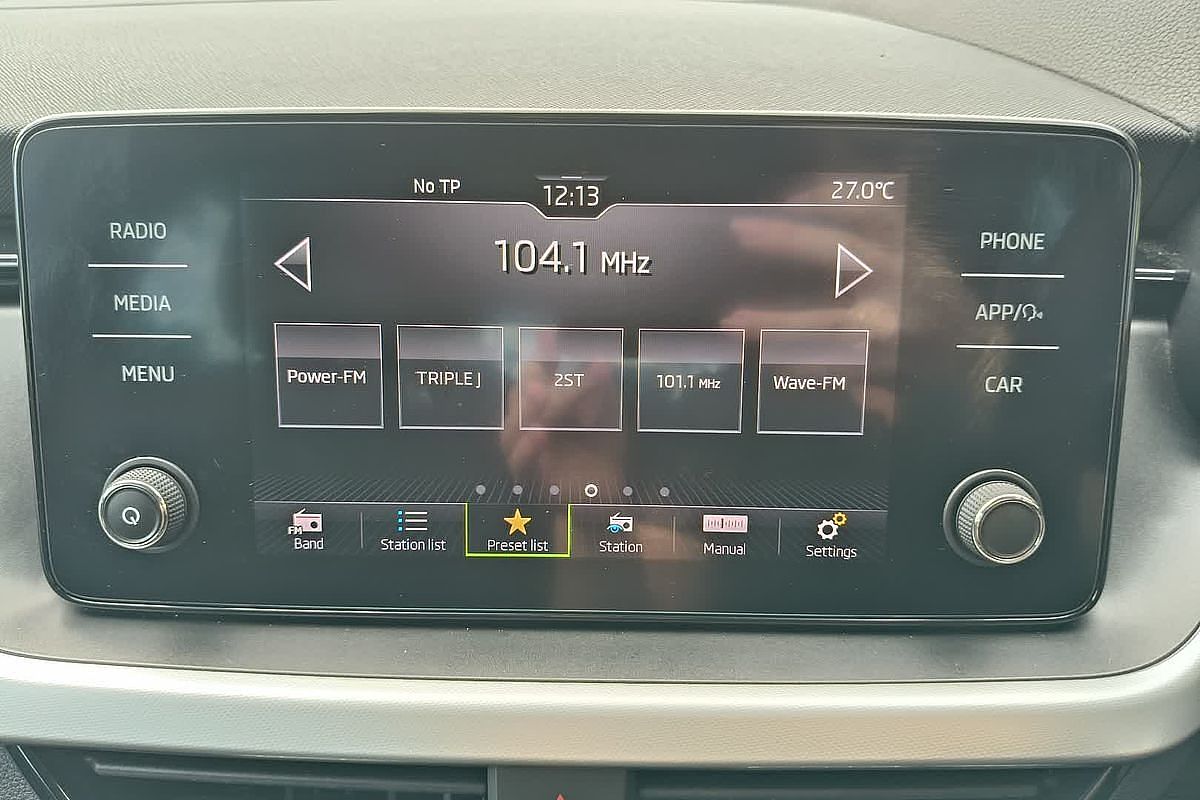 No TP
12:13
27.0°C
RADIO
MEDIA
MENU
104.1 MHz
PHONE
APP/
CAR
Power-FM
TRIPLE J
2ST
101.1 MHz
Wave-FM
FM
Band
Station list
Preset list
Station
Manual
Settings